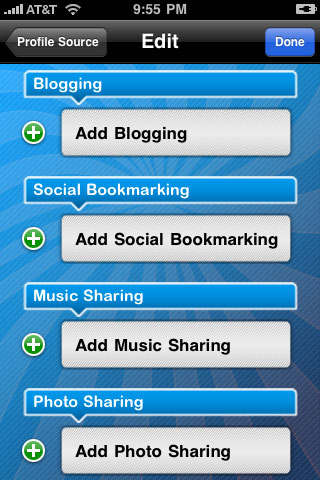 AT&T 9:55 PM
Profile Source Edit Done
Blogging
Add Blogging
Social Bookmarking
Add Social Bookmarking
Music Sharing
Add Music Sharing
Photo Sharing
Add Photo Sharing